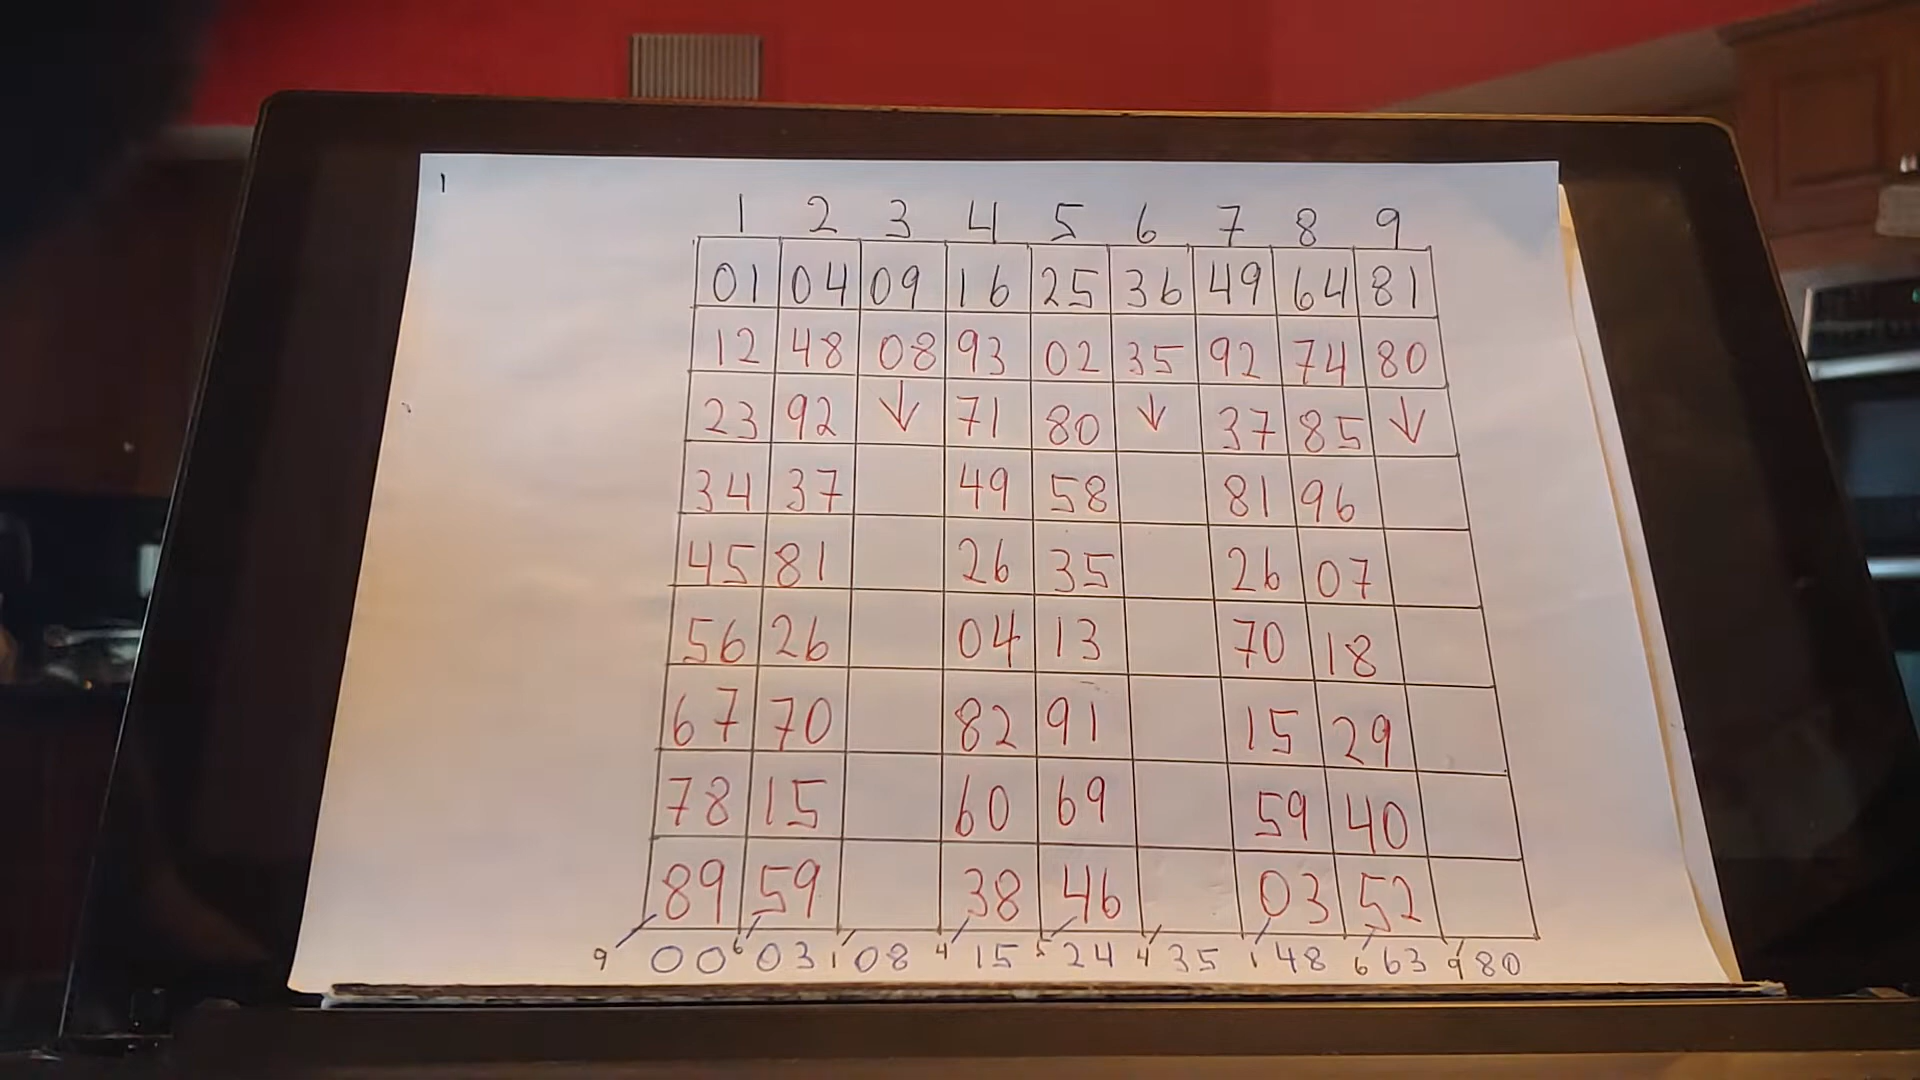 1
1 2 3 4 5 6 7 8 9
01 04 09 16 25 36 49 64 81
12 48 08 93 02 35 92 74 80
23 92 ↓ 71 80 ↓ 37 85 ↓
34 37 49 58 81 96
45 81 26 35 26 07
56 26 04 13 70 18
67 70 82 91 15 29
78 15 60 69 59 40
89 59 38 46 03 52
9 00 6 03 1 08 4 15 5 24 4 35 1 48 6 63 9 80